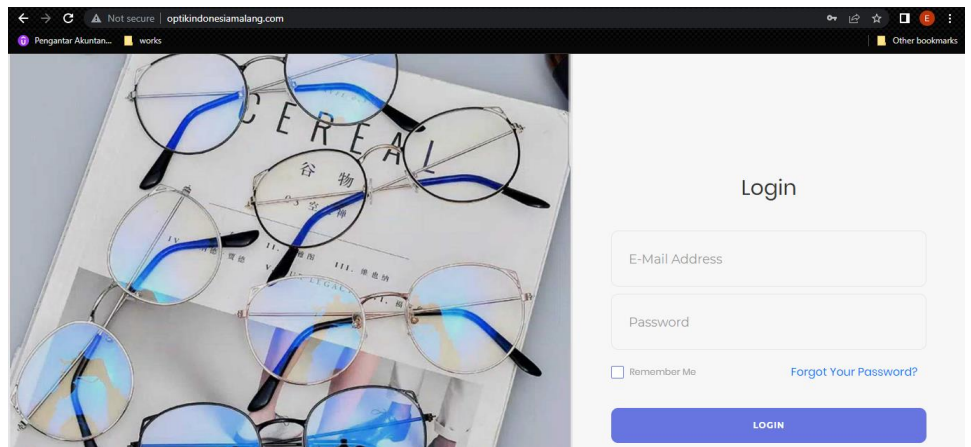 Not secure | optikindonesiamalang.com
E
Pengantar Akuntan...
works
Other bookmarks
CEREAL
谷物
Login
E-Mail Address
Password
Remember Me
Forgot Your Password?
LOGIN